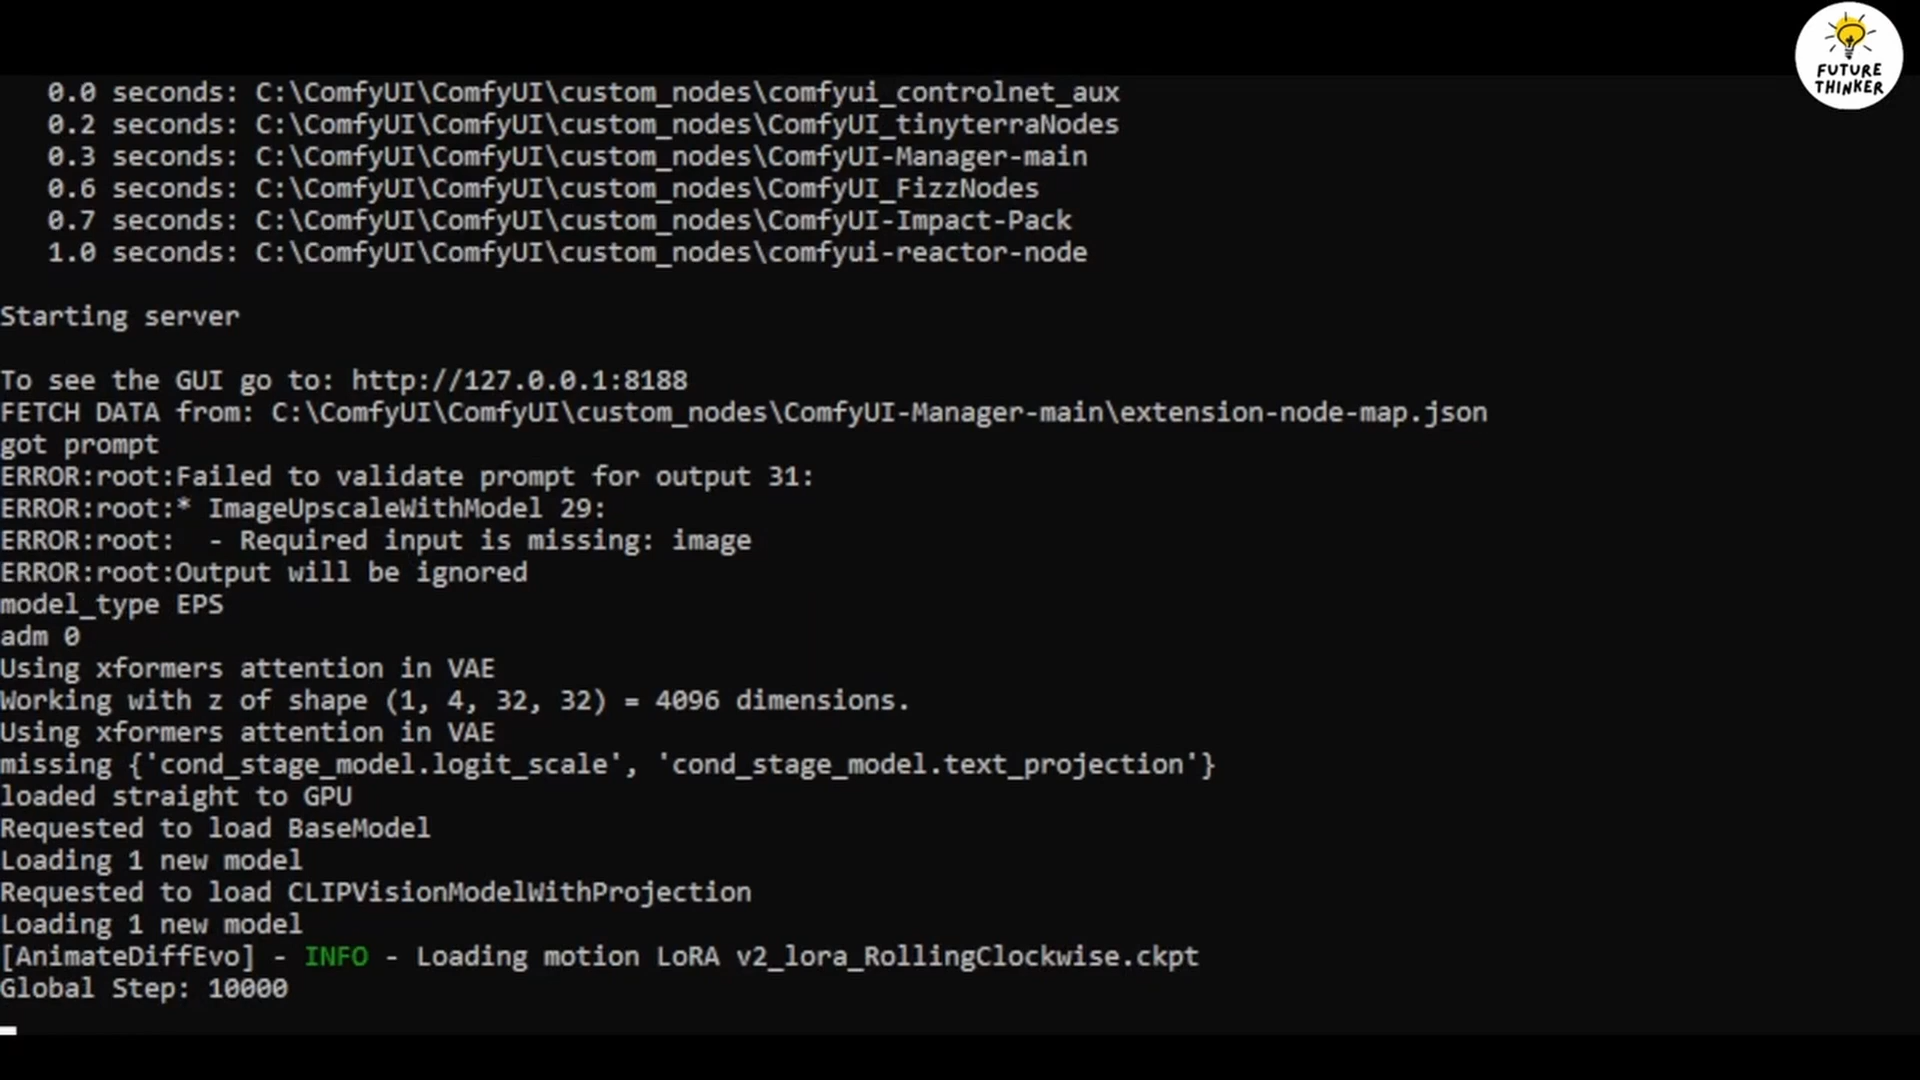 FUTURE
THINKER
0.0 seconds: C:\ComfyUI\ComfyUI\custom_nodes\comfyui_controlnet_aux
0.2 seconds: C:\ComfyUI\ComfyUI\custom_nodes\ComfyUI_tinyterraNodes
0.3 seconds: C:\ComfyUI\ComfyUI\custom_nodes\ComfyUI-Manager-main
0.6 seconds: C:\ComfyUI\ComfyUI\custom_nodes\ComfyUI_FizzNodes
0.7 seconds: C:\ComfyUI\ComfyUI\custom_nodes\ComfyUI-Impact-Pack
1.0 seconds: C:\ComfyUI\ComfyUI\custom_nodes\comfyui-reactor-node
Starting server
To see the GUI go to: http://127.0.0.1:8188
FETCH DATA from: C:\ComfyUI\ComfyUI\custom_nodes\ComfyUI-Manager-main\extension-node-map.json
got prompt
ERROR:root:Failed to validate prompt for output 31:
ERROR:root:* ImageUpscaleWithModel 29:
ERROR:root:  - Required input is missing: image
ERROR:root:Output will be ignored
model_type EPS
adm 0
Using xformers attention in VAE
Working with z of shape (1, 4, 32, 32) = 4096 dimensions.
Using xformers attention in VAE
missing {'cond_stage_model.logit_scale', 'cond_stage_model.text_projection'}
loaded straight to GPU
Requested to load BaseModel
Loading 1 new model
Requested to load CLIPVisionModelWithProjection
Loading 1 new model
[AnimateDiffEvo] - INFO - Loading motion LoRA v2_lora_RollingClockwise.ckpt
Global Step: 10000